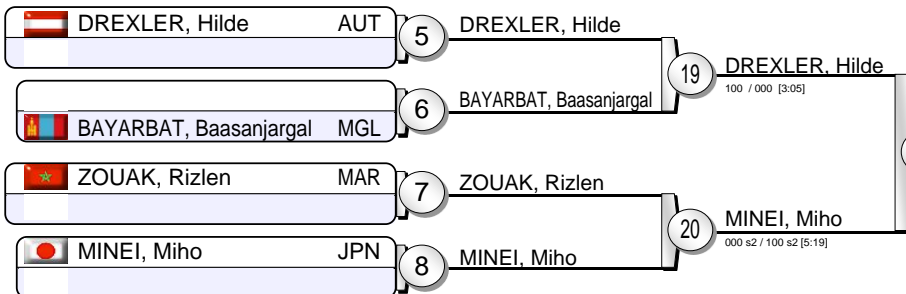 DREXLER, Hilde AUT
5
DREXLER, Hilde
19
DREXLER, Hilde
100 / 000 [3:05]
6
BAYARBAT, Baasanjargal
BAYARBAT, Baasanjargal MGL
ZOUAK, Rizlen MAR
7
ZOUAK, Rizlen
20
MINEI, Miho
000 s2 / 100 s2 [5:19]
MINEI, Miho JPN
8
MINEI, Miho